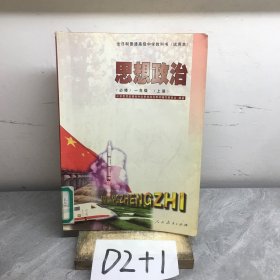 全日制普通高级中学教科书（试用本）
思想政治
（必修） 一年级 （上册）
ZHENGZHI
人民教育出版社
D2+1